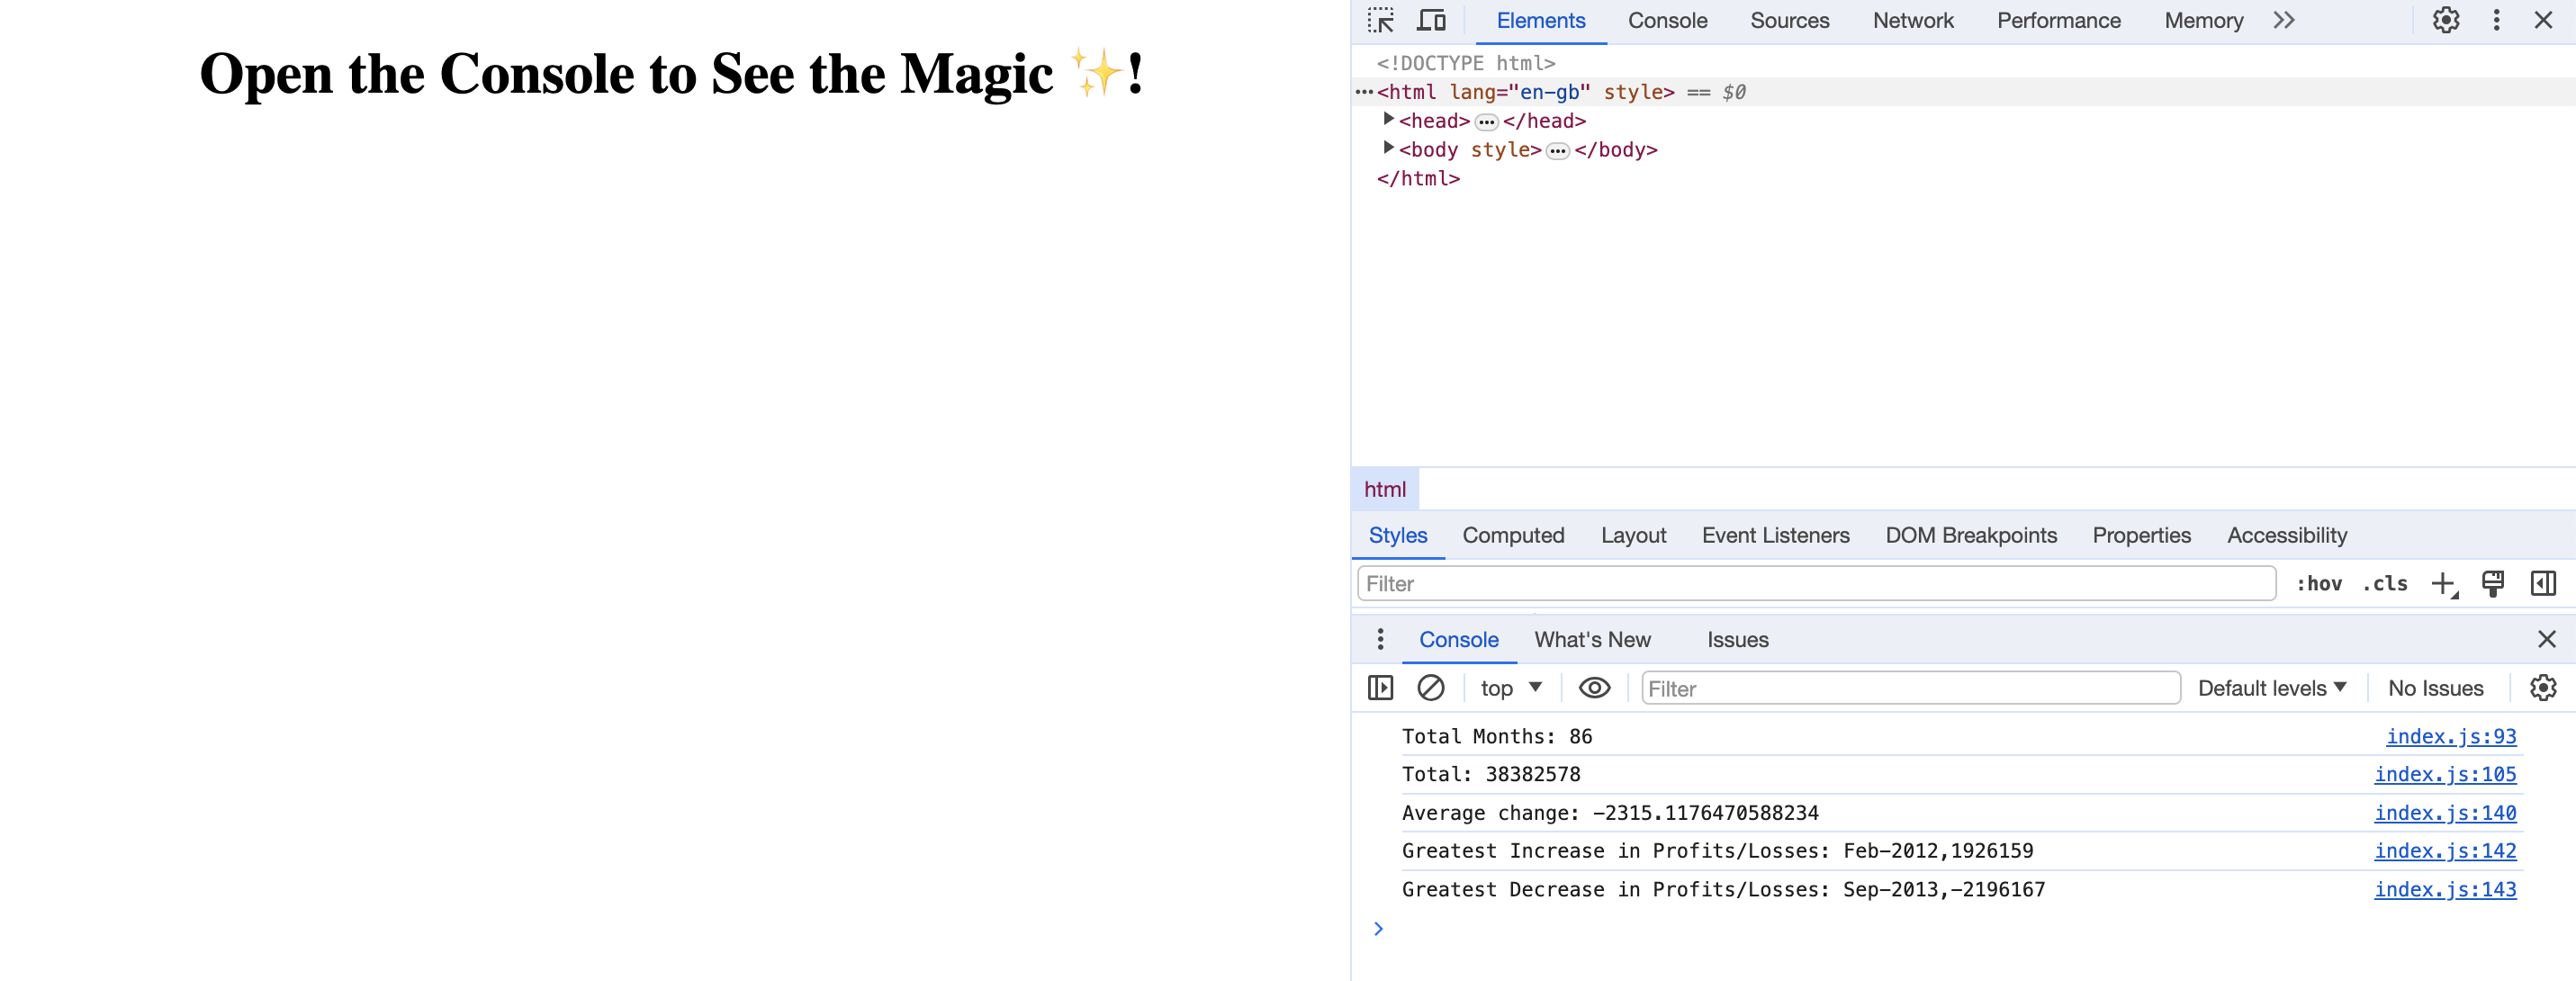 Open the Console to See the Magic ✨!
Elements Console Sources Network Performance Memory
<!DOCTYPE html>
<html lang="en-gb" style> == $0
<head> </head>
<body style> </body>
</html>
html
Styles Computed Layout Event Listeners DOM Breakpoints Properties Accessibility
Filter :hov .cls
Console What's New Issues
top Filter Default levels No Issues
Total Months: 86 index.js:93
Total: 38382578 index.js:105
Average change: -2315.1176470588234 index.js:140
Greatest Increase in Profits/Losses: Feb-2012,1926159 index.js:142
Greatest Decrease in Profits/Losses: Sep-2013,-2196167 index.js:143